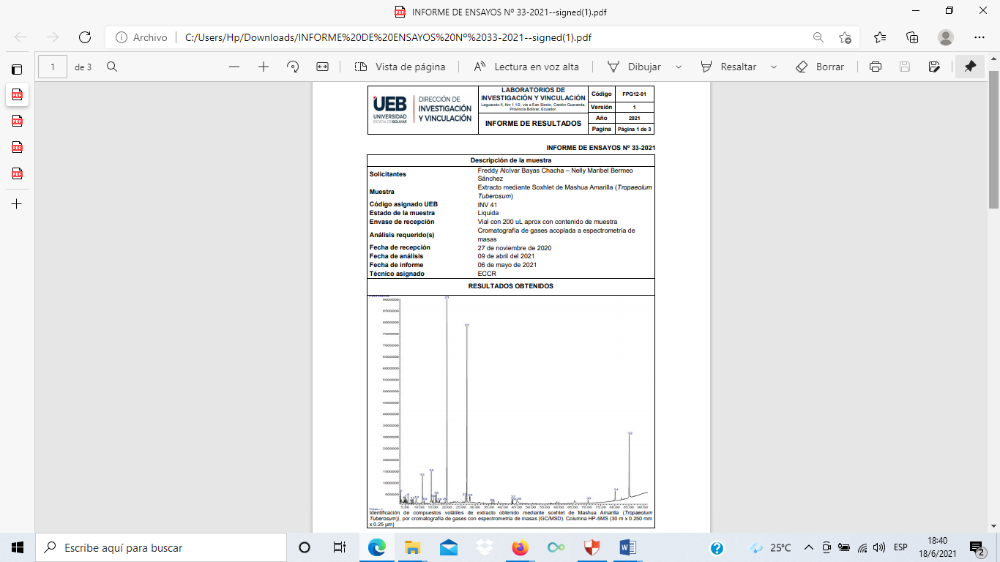 INFORME DE ENSAYOS Nº 33-2021--signed(1).pdf
Archivo
C:/Users/Hp/Downloads/INFORME%20DE%20ENSAYOS%20Nº%2033-2021--signed(1).pdf
1 de 3
Vista de página
Lectura en voz alta
Dibujar
Resaltar
Borrar
UEB
UNIVERSIDAD
ESTATAL DE BOLIVAR
DIRECCIÓN DE
INVESTIGACIÓN
Y VINCULACIÓN
LABORATORIOS DE
INVESTIGACIÓN Y VINCULACIÓN
Laguacoto II, Km 1 1/2, vía a San Simón, Cantón Guaranda,
Provincia Bolívar, Ecuador.
INFORME DE RESULTADOS
Código FPG12-01
Versión 1
Año 2021
Pagina Página 1 de 3
INFORME DE ENSAYOS Nº 33-2021
Descripción de la muestra
Solicitantes Freddy Alcívar Bayas Chacha – Nelly Maribel Bermeo
Sánchez
Muestra Extracto mediante Soxhlet de Mashua Amarilla (Tropaeolum
Tuberosum)
Código asignado UEB INV 41
Estado de la muestra Liquida
Envase de recepción Vial con 200 uL aprox con contenido de muestra
Análisis requerido(s) Cromatografía de gases acoplada a espectrometría de
masas
Fecha de recepción 27 de noviembre de 2020
Fecha de análisis 09 de abril del 2021
Fecha de informe 06 de mayo de 2021
Técnico asignado ECCR
RESULTADOS OBTENIDOS
9000000
8500000
8000000
7500000
7000000
6500000
6000000
5500000
5000000
4500000
4000000
3500000
3000000
2500000
2000000
1500000
1000000
500000
21
23
32
5.00 10.00 15.00 20.00 25.00 30.00 35.00 40.00 45.00 50.00 55.00 60.00 65.00 70.00 75.00 80.00 85.00 90.00
Identificación de compuestos volátiles de extracto obtenido mediante soxhlet de Mashua Amarilla (Tropaeolum
Tuberosum)), por cromatografía de gases con espectrometría de masas (GC/MSD). Columna HP-5MS (30 m x 0.250 mm
x 0.25 µm)
Escribe aquí para buscar
25°C
ESP
18:40
18/6/2021
2